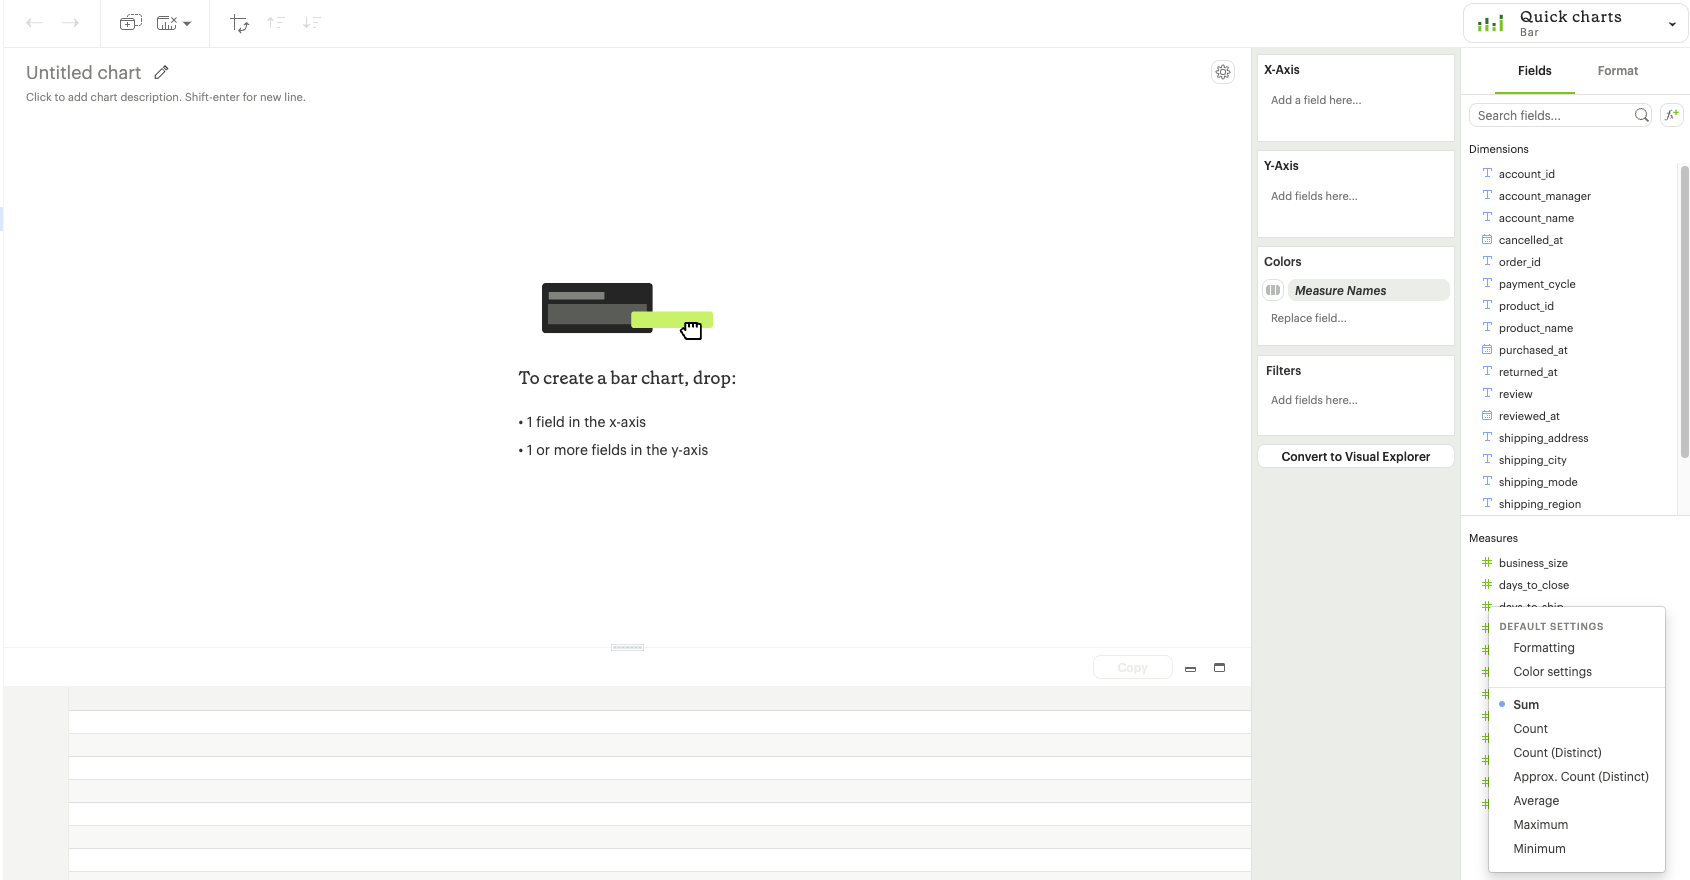 Quick charts
Bar
Untitled chart
Click to add chart description. Shift-enter for new line.
To create a bar chart, drop:
• 1 field in the x-axis
• 1 or more fields in the y-axis
Copy
X-Axis
Add a field here...
Y-Axis
Add fields here...
Colors
Measure Names
Replace field...
Filters
Add fields here...
Convert to Visual Explorer
Fields
Format
Search fields...
Dimensions
account_id
account_manager
account_name
cancelled_at
order_id
payment_cycle
product_id
product_name
purchased_at
returned_at
review
reviewed_at
shipping_address
shipping_city
shipping_mode
shipping_region
Measures
business_size
days_to_close
days_to_ship
DEFAULT SETTINGS
Formatting
Color settings
Sum
Count
Count (Distinct)
Approx. Count (Distinct)
Average
Maximum
Minimum